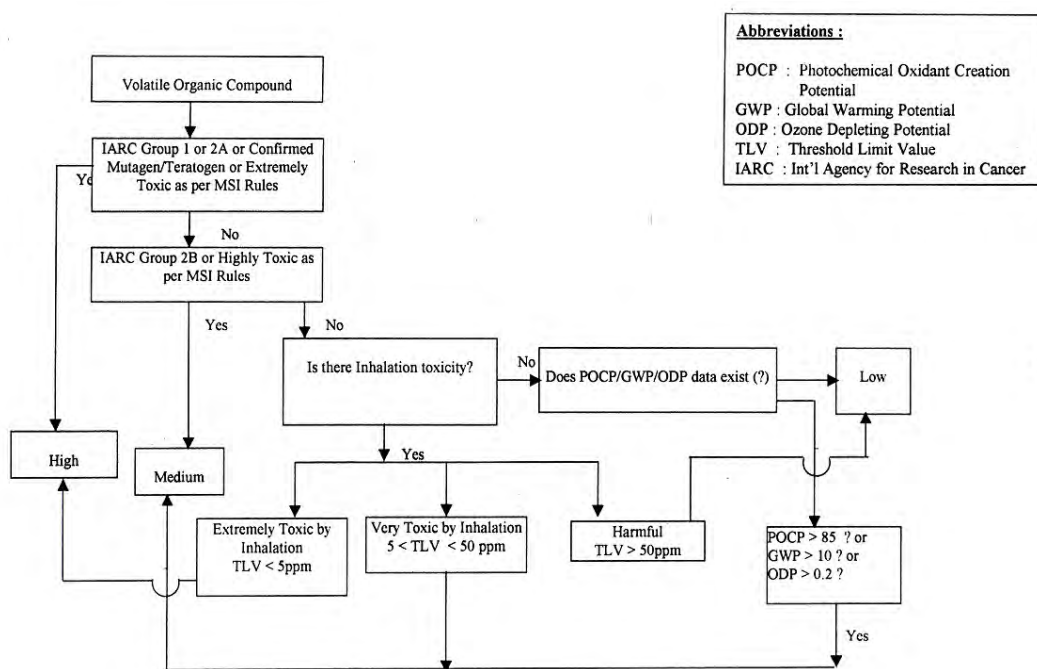 Abbreviations :
POCP : Photochemical Oxidant Creation
Potential
GWP : Global Warming Potential
ODP : Ozone Depleting Potential
TLV : Threshold Limit Value
IARC : Int'l Agency for Research in Cancer
Volatile Organic Compound
IARC Group 1 or 2A or Confirmed
Mutagen/Teratogen or Extremely
Toxic as per MSI Rules
No
IARC Group 2B or Highly Toxic as
per MSI Rules
Yes
No
Is there Inhalation toxicity?
No
Does POCP/GWP/ODP data exist (?)
Low
High
Medium
Yes
Extremely Toxic by
Inhalation
TLV < 5ppm
Very Toxic by Inhalation
5 < TLV < 50 ppm
Harmful
TLV > 50ppm
POCP > 85 ? or
GWP > 10 ? or
ODP > 0.2 ?
Yes